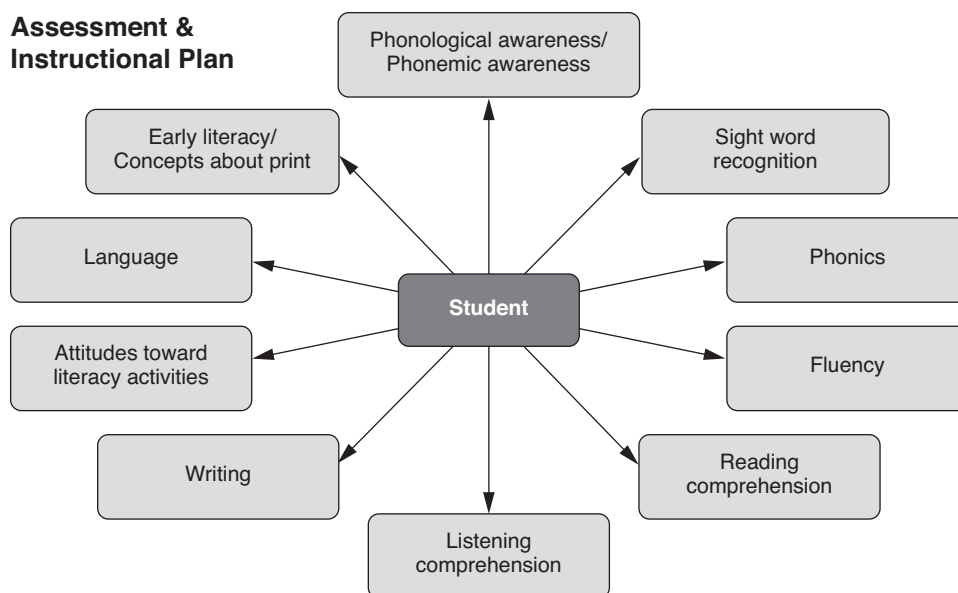 Assessment &
Instructional Plan
Phonological awareness/
Phonemic awareness
Early literacy/
Concepts about print
Sight word
recognition
Language
Phonics
Student
Attitudes toward
literacy activities
Fluency
Writing
Reading
comprehension
Listening
comprehension